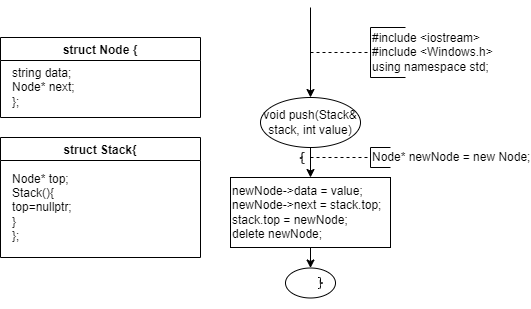 struct Node {
string data;
Node* next;
};
struct Stack{
Node* top;
Stack(){
top=nullptr;
}
};
#include <iostream>
#include <Windows.h>
using namespace std;
void push(Stack&
stack, int value)
{
Node* newNode = new Node;
newNode->data = value;
newNode->next = stack.top;
stack.top = newNode;
delete newNode;
}